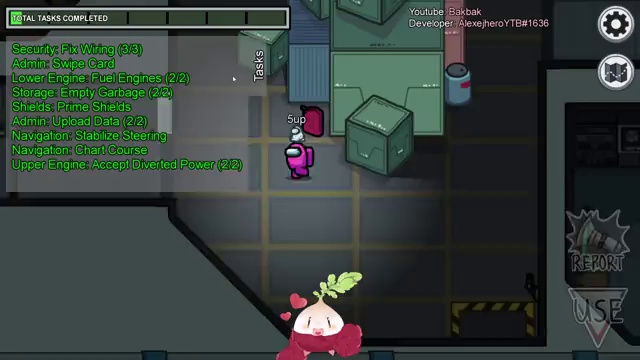 TOTAL TASKS COMPLETED
Youtube: Bakbak
Developer: AlexejheroYTB#1636
Security: Fix Wiring (3/3)
Admin: Swipe Card
Lower Engine: Fuel Engines (2/2)
Storage: Empty Garbage (2/2)
Shields: Prime Shields
Admin: Upload Data (2/2)
Navigation: Stabilize Steering
Navigation: Chart Course
Upper Engine: Accept Diverted Power (2/2)
Tasks
5up
REPORT
USE